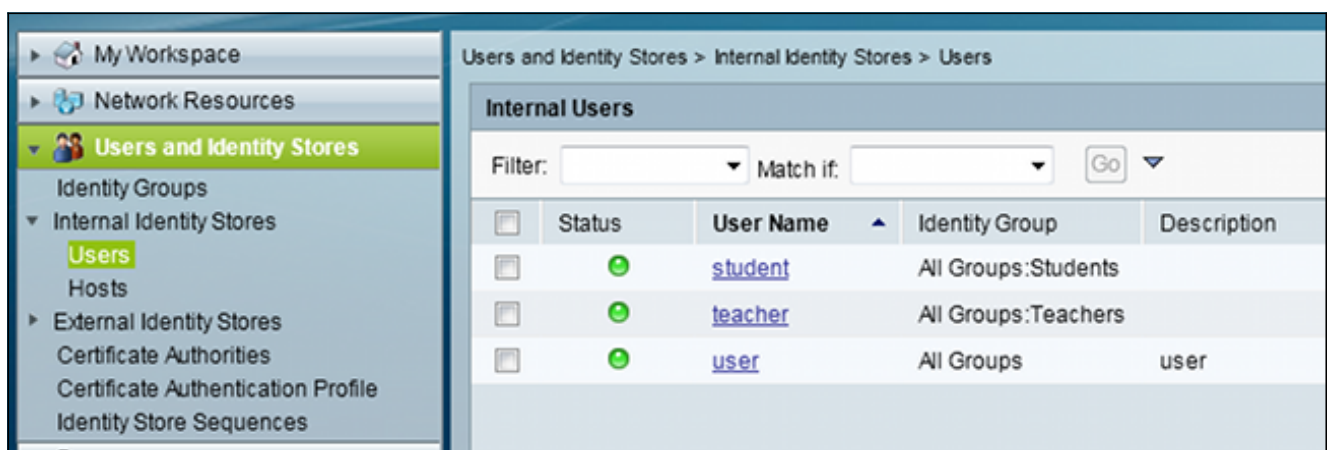 My Workspace
Network Resources
Users and Identity Stores
Identity Groups
Internal Identity Stores
Users
Hosts
External Identity Stores
Certificate Authorities
Certificate Authentication Profile
Identity Store Sequences
Users and Identity Stores > Internal Identity Stores > Users
Internal Users
Filter: Match if: Go
Status User Name Identity Group Description
student All Groups:Students
teacher All Groups:Teachers
user All Groups user